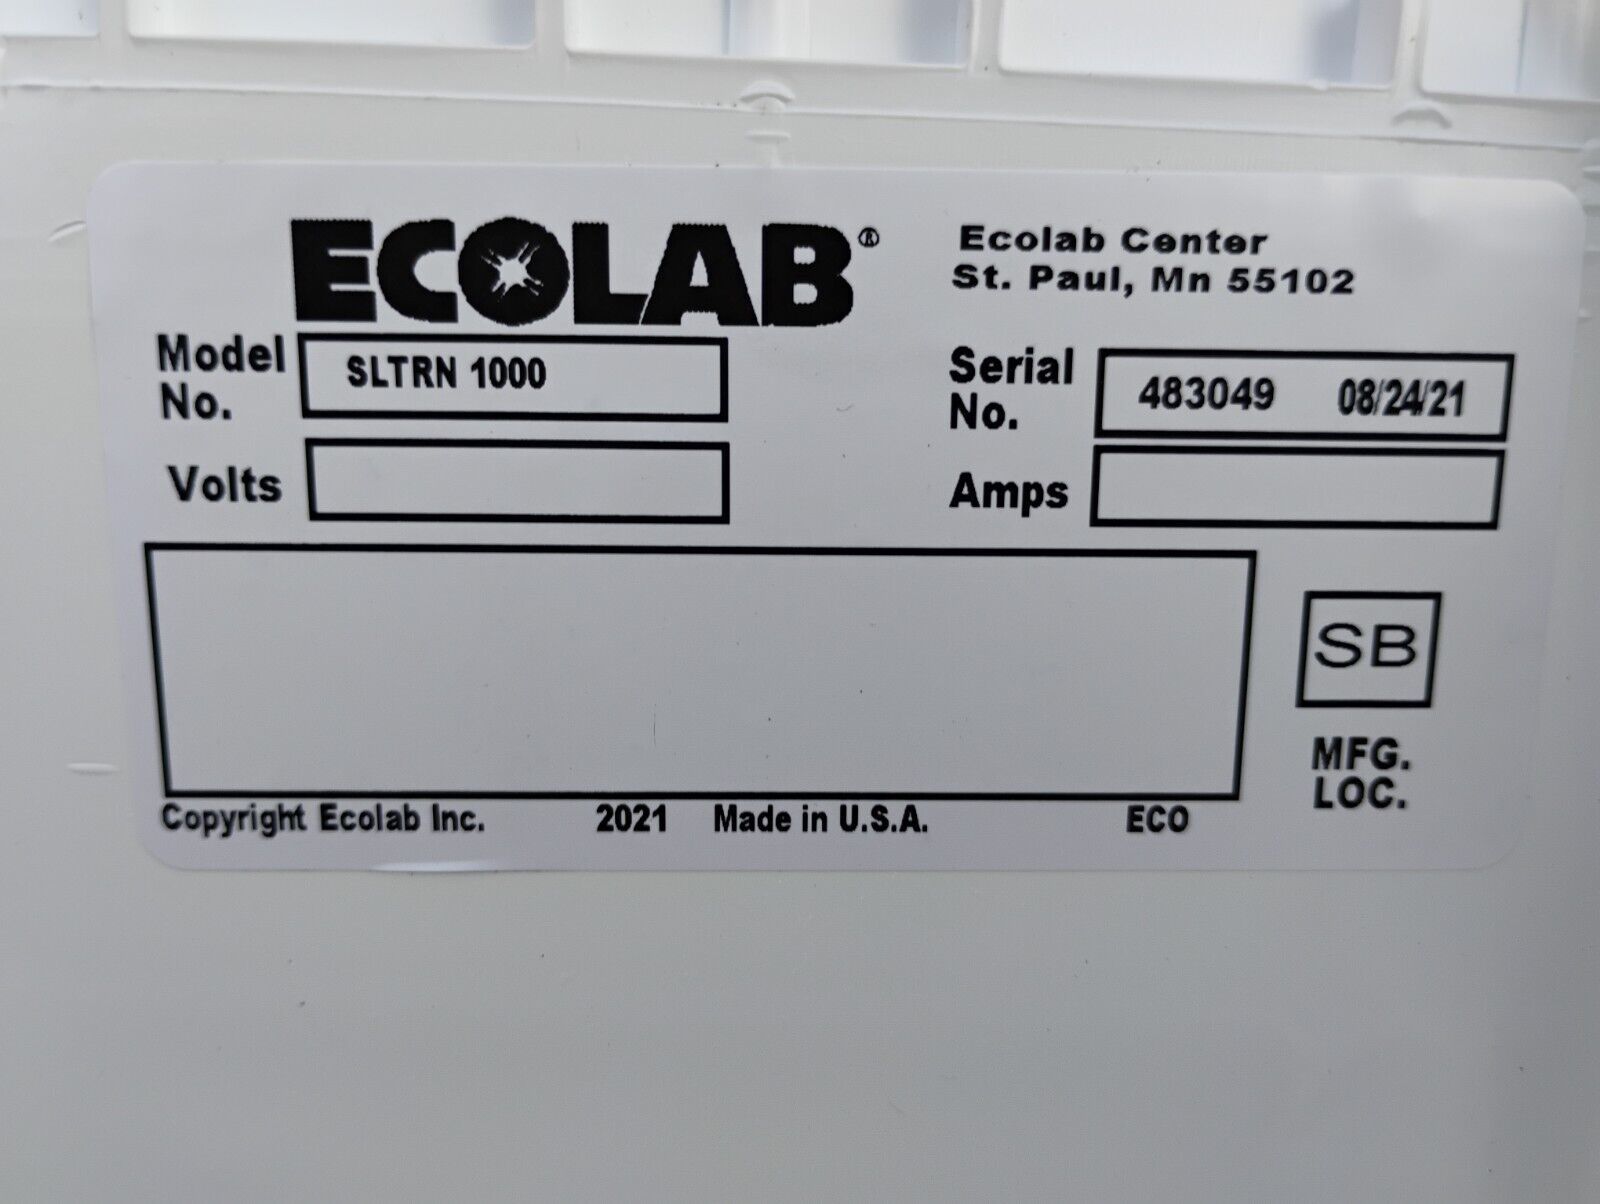 ECOLAB®
Ecolab Center
St. Paul, Mn 55102
Model No.
SLTRN 1000
Serial No.
483049 08/24/21
Volts
Amps
SB
MFG.
LOC.
Copyright Ecolab Inc. 2021 Made in U.S.A. ECO